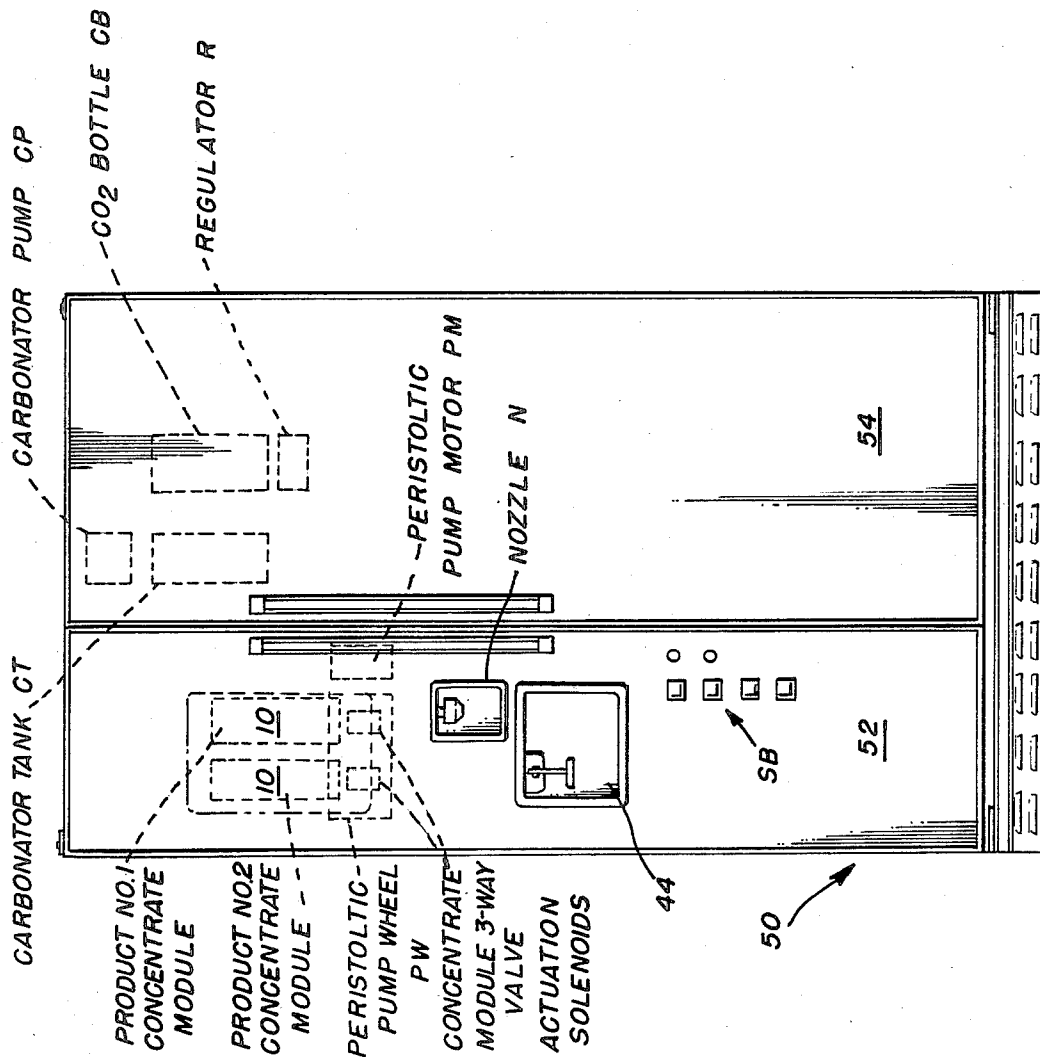 CARBONATOR TANK CT
CARBONATOR PUMP CP
CO2 BOTTLE CB
REGULATOR R
PRODUCT NO.1
CONCENTRATE
MODULE
PRODUCT NO.2
CONCENTRATE
MODULE
PERISTOLTIC
PUMP WHEEL
PW
CONCENTRATE
MODULE 3-WAY
VALVE
ACTUATION
SOLENOIDS
10
10
PERISTOLTIC
PUMP MOTOR PM
NOZZLE N
44
SB
50
52
54